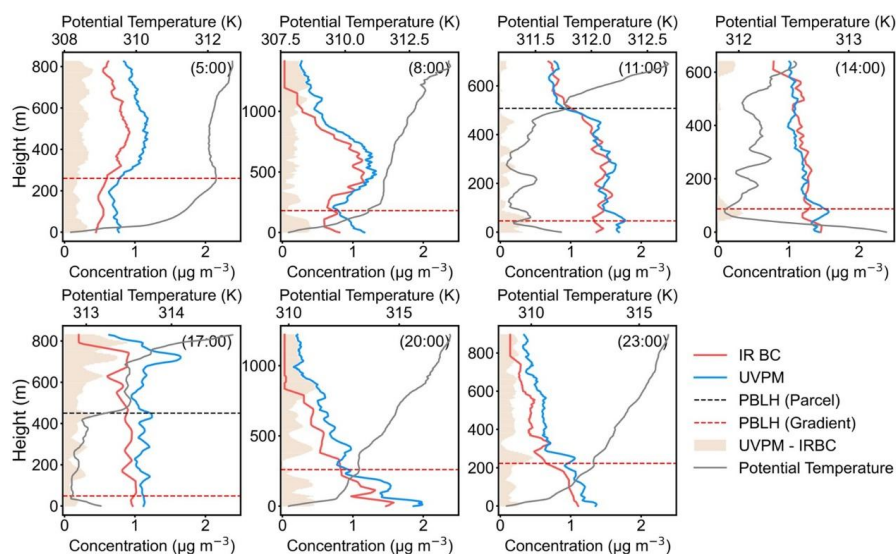 Potential Temperature (K)
308 310 312
800
600
400
200
0
Height (m)
(5:00)
0 1 2
Concentration (μg m⁻³)
Potential Temperature (K)
307.5 310.0 312.5
1000
500
0
(8:00)
0 1 2
Concentration (μg m⁻³)
Potential Temperature (K)
311.5 312.0 312.5
600
400
200
0
(11:00)
0 1 2
Concentration (μg m⁻³)
Potential Temperature (K)
312 313
600
400
200
0
(14:00)
0 1 2
Concentration (μg m⁻³)
Potential Temperature (K)
313 314
800
600
400
200
0
Height (m)
(17:00)
0 1 2
Concentration (μg m⁻³)
Potential Temperature (K)
310 315
1000
500
0
(20:00)
0 1 2
Concentration (μg m⁻³)
Potential Temperature (K)
310 315
800
600
400
200
0
(23:00)
0 1 2
Concentration (μg m⁻³)
IR BC
UVPM
PBLH (Parcel)
PBLH (Gradient)
UVPM - IRBC
Potential Temperature